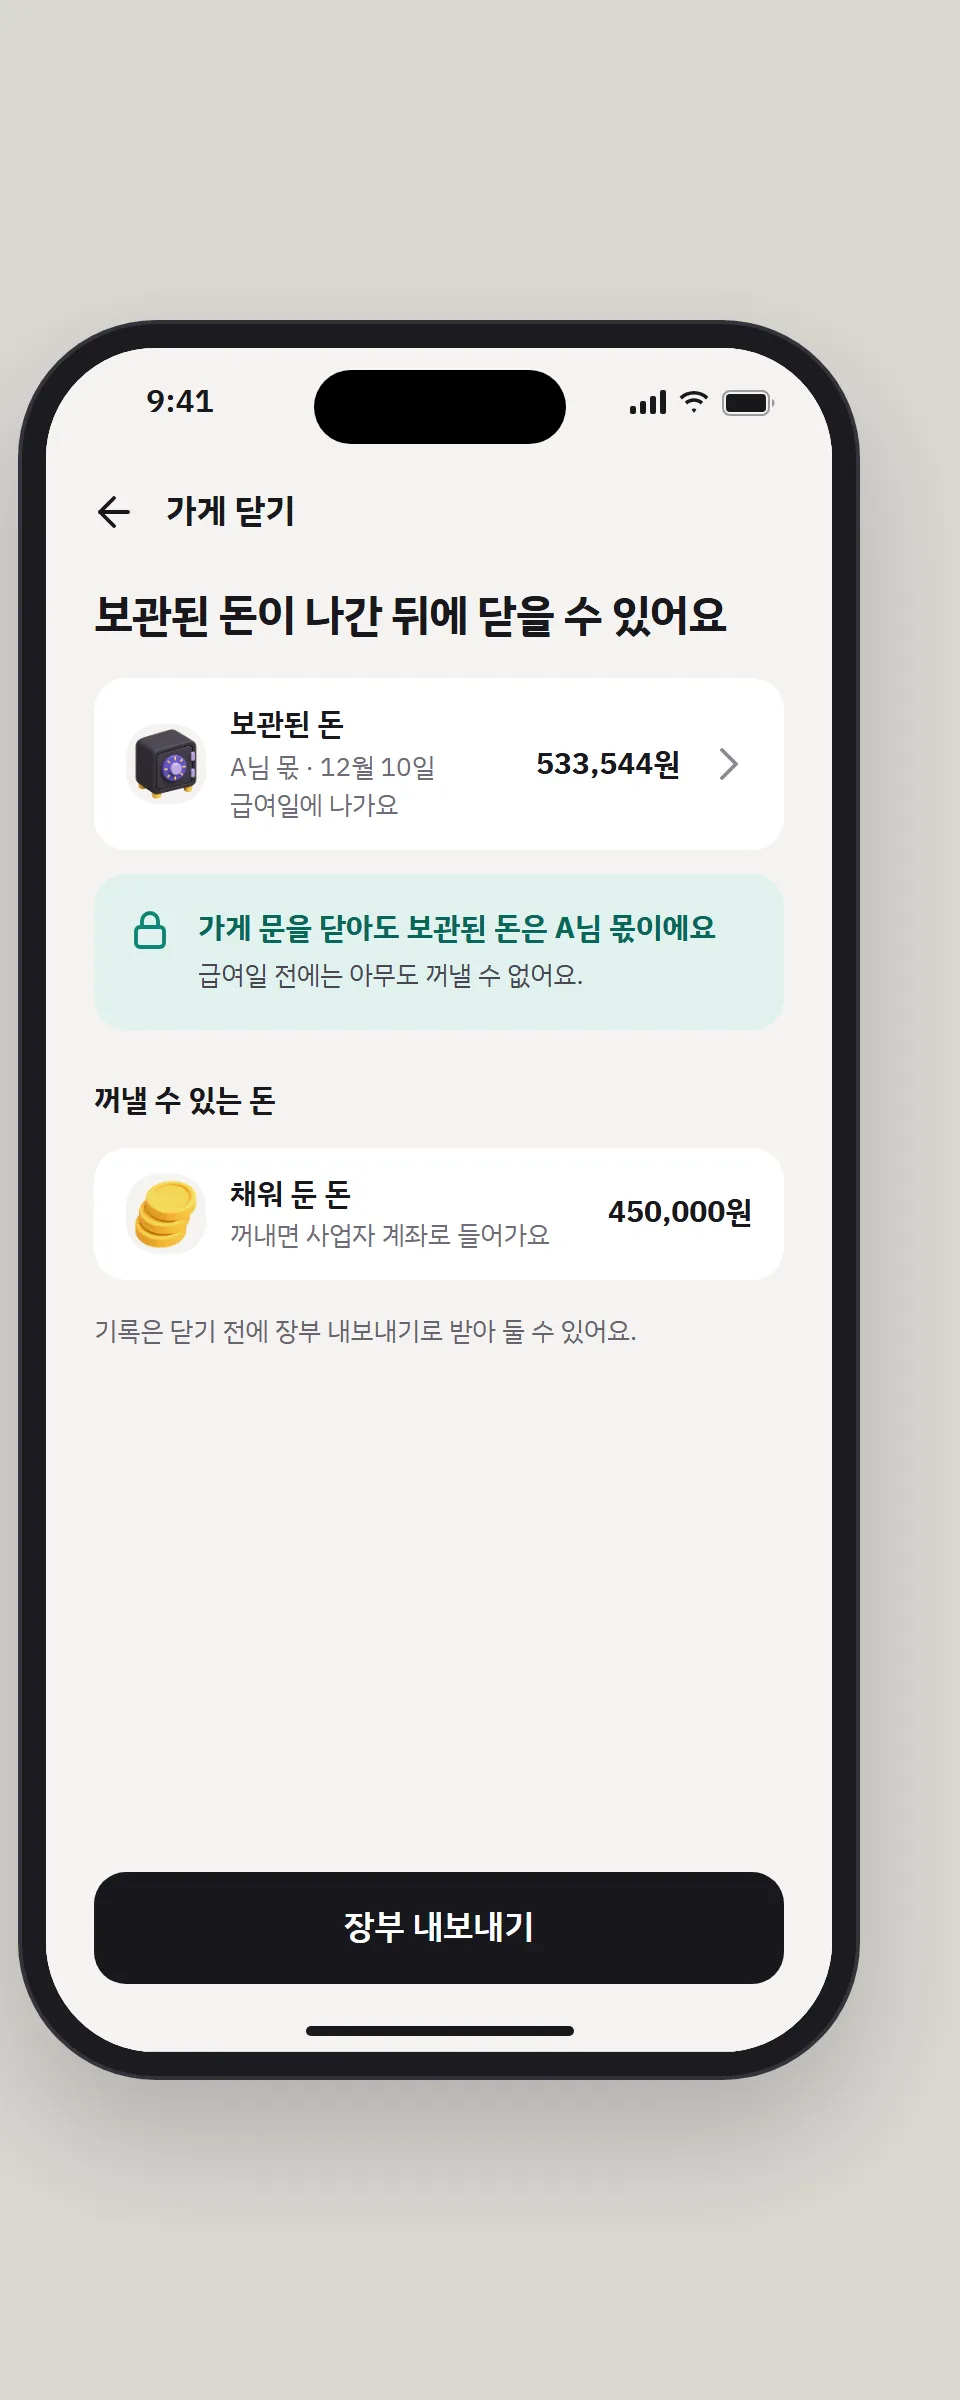 9:41
가게 닫기
보관된 돈이 나간 뒤에 닫을 수 있어요
보관된 돈
A님 몫 · 12월 10일
급여일에 나가요
533,544원
가게 문을 닫아도 보관된 돈은 A님 몫이에요
급여일 전에는 아무도 꺼낼 수 없어요.
꺼낼 수 있는 돈
채워 둔 돈
꺼내면 사업자 계좌로 들어가요
450,000원
기록은 닫기 전에 장부 내보내기로 받아 둘 수 있어요.
장부 내보내기